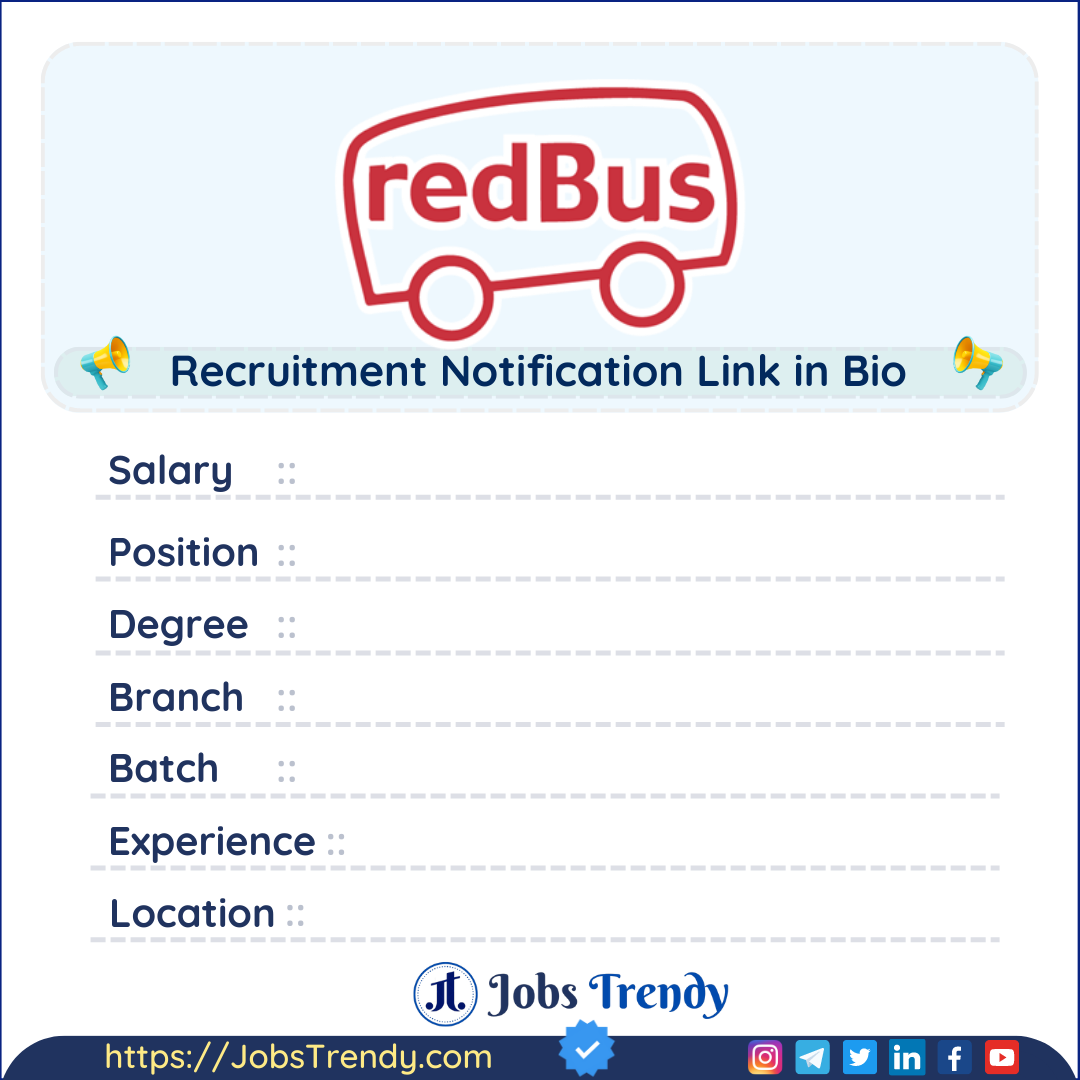 redBus
Recruitment Notification Link in Bio
Salary ::
Position ::
Degree ::
Branch ::
Batch ::
Experience ::
Location ::
Jobs Trendy
https://JobsTrendy.com